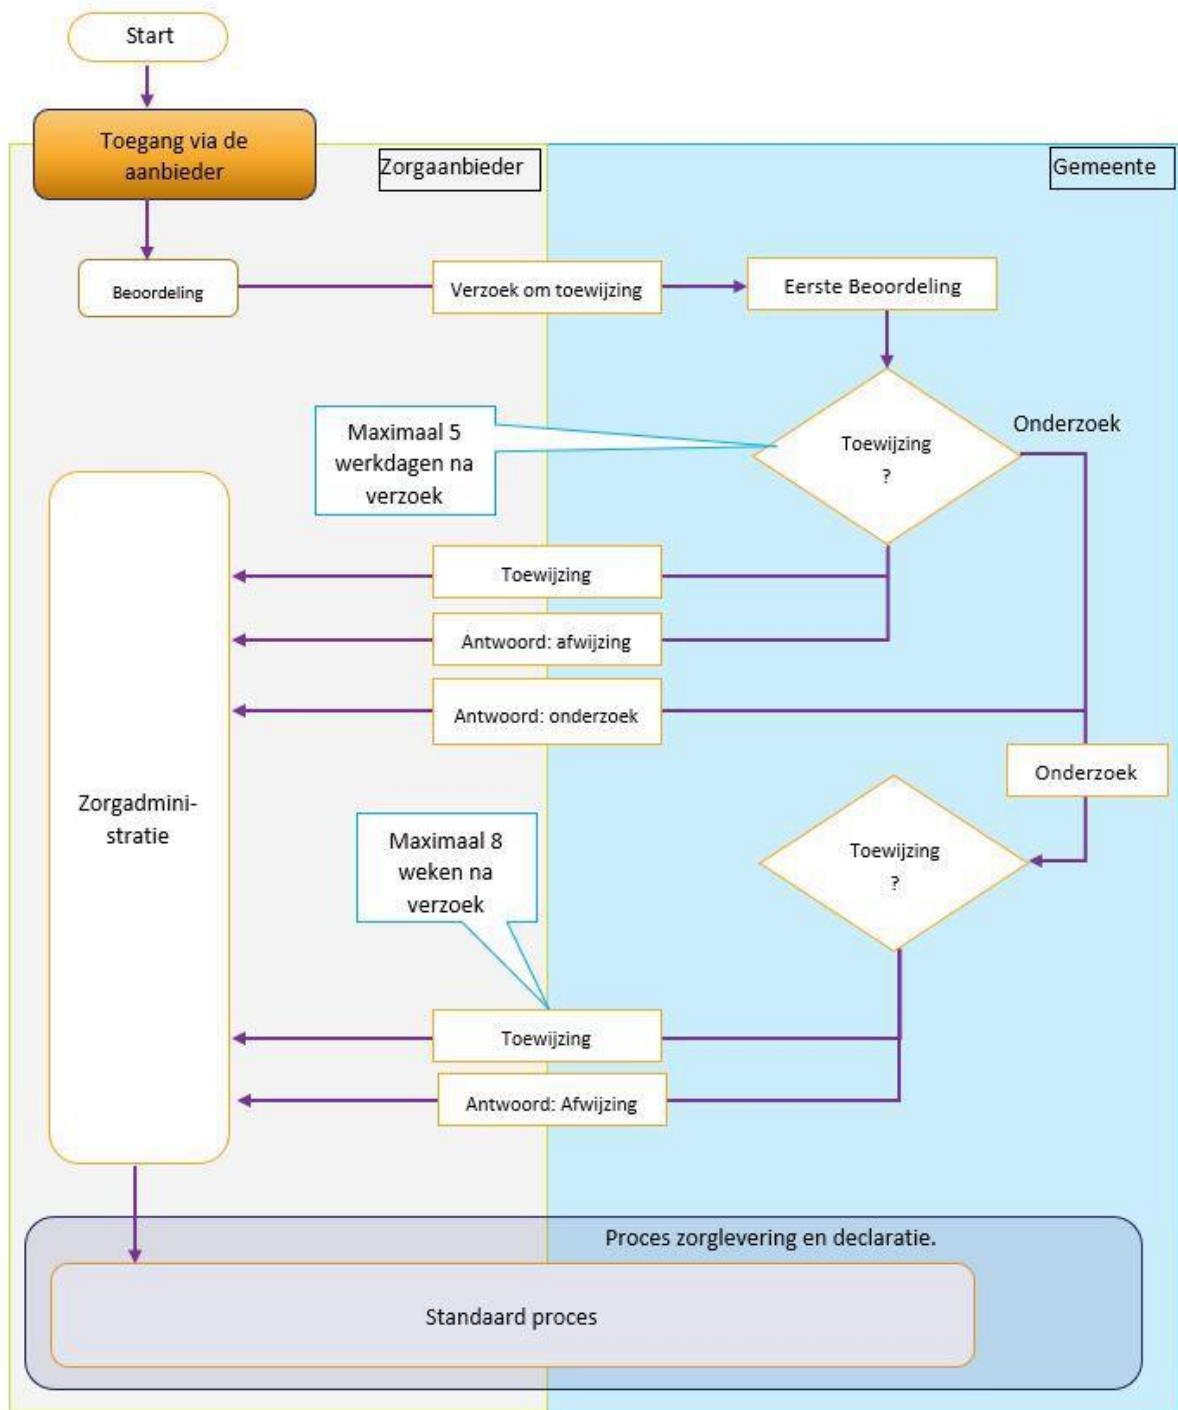 Start
Toegang via de
aanbieder
Zorgaanbieder
Gemeente
Beoordeling
Verzoek om toewijzing
Eerste Beoordeling
Maximaal 5
werkdagen na
verzoek
Toewijzing
?
Onderzoek
Toewijzing
Antwoord: afwijzing
Antwoord: onderzoek
Onderzoek
Zorgadmini-
stratie
Maximaal 8
weken na
verzoek
Toewijzing
?
Toewijzing
Antwoord: Afwijzing
Proces zorglevering en declaratie.
Standaard proces